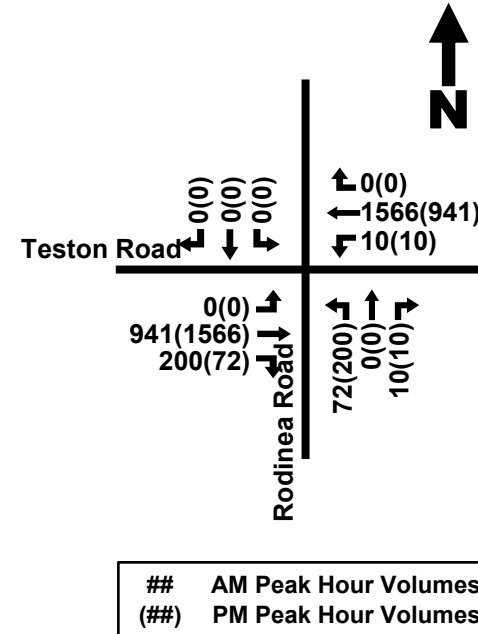 N
0(0)
0(0)
0(0)
0(0)
1566(941)
10(10)
Teston Road
0(0)
941(1566)
200(72)
72(200)
0(0)
10(10)
Rodinea Road
## AM Peak Hour Volumes
(##) PM Peak Hour Volumes